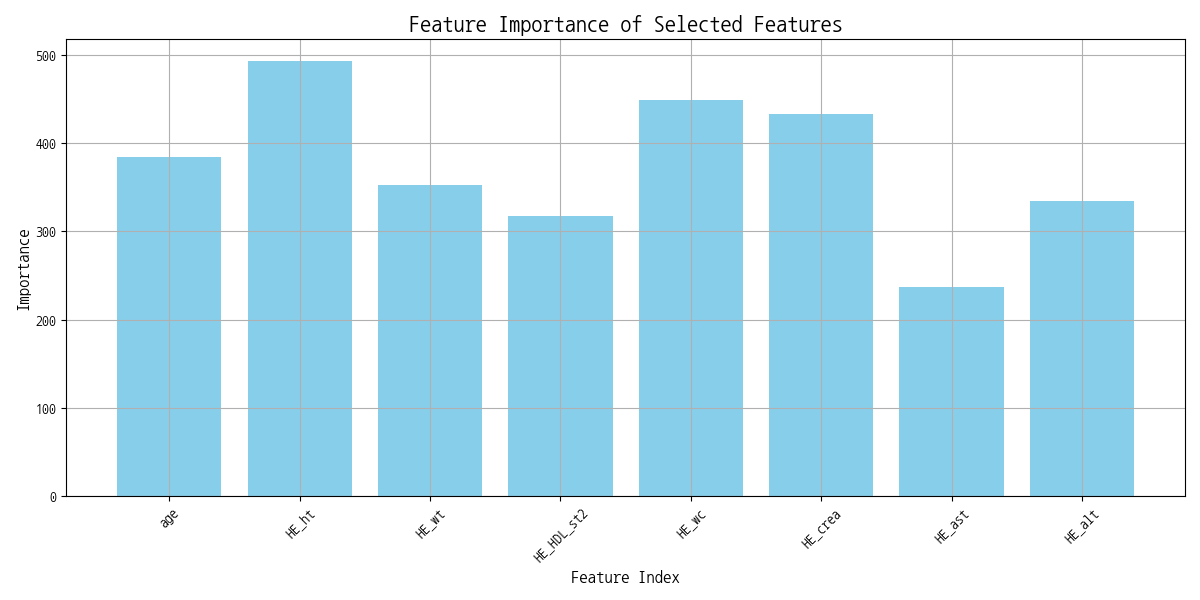 Feature Importance of Selected Features
500
400
300
200
100
0
Importance
age
HE_ht
HE_wt
HE_HDL_st2
HE_wc
HE_crea
HE_ast
HE_alt
Feature Index